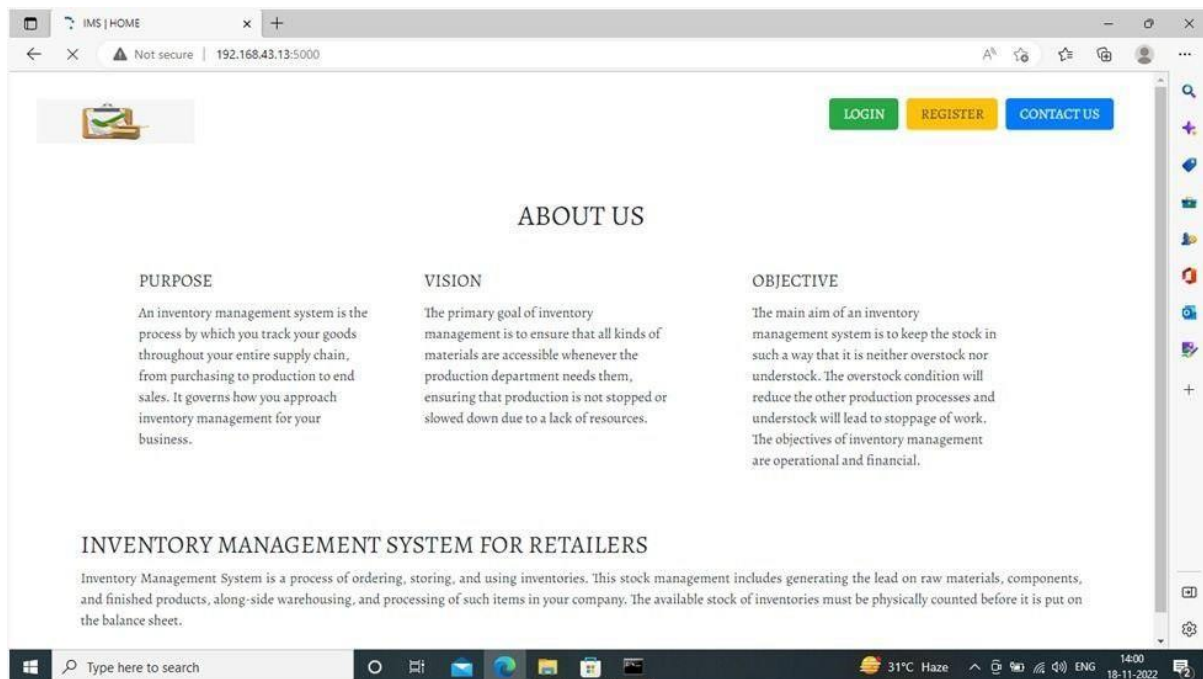 IMS | HOME
Not secure | 192.168.43.13:5000
LOGIN REGISTER CONTACT US
ABOUT US
PURPOSE
An inventory management system is the
process by which you track your goods
throughout your entire supply chain,
from purchasing to production to end
sales. It governs how you approach
inventory management for your
business.
VISION
The primary goal of inventory
management is to ensure that all kinds of
materials are accessible whenever the
production department needs them,
ensuring that production is not stopped or
slowed down due to a lack of resources.
OBJECTIVE
The main aim of an inventory
management system is to keep the stock in
such a way that it is neither overstock nor
understock. The overstock condition will
reduce the other production processes and
understock will lead to stoppage of work.
The objectives of inventory management
are operational and financial.
INVENTORY MANAGEMENT SYSTEM FOR RETAILERS
Inventory Management System is a process of ordering, storing, and using inventories. This stock management includes generating the lead on raw materials, components,
and finished products, along-side warehousing, and processing of such items in your company. The available stock of inventories must be physically counted before it is put on
the balance sheet.
Type here to search
31°C Haze
ENG
14:00
18-11-2022
2